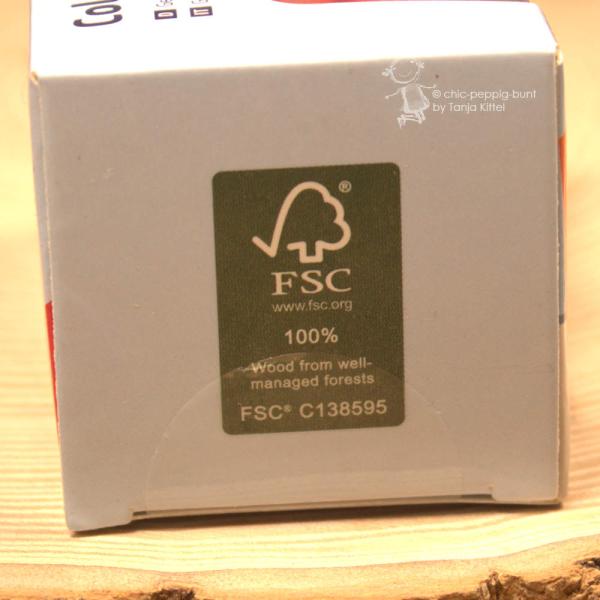 © chic-peppig-bunt
by Tanja Kittel
®
FSC
www.fsc.org
100%
Wood from well-
managed forests
FSC® C138595